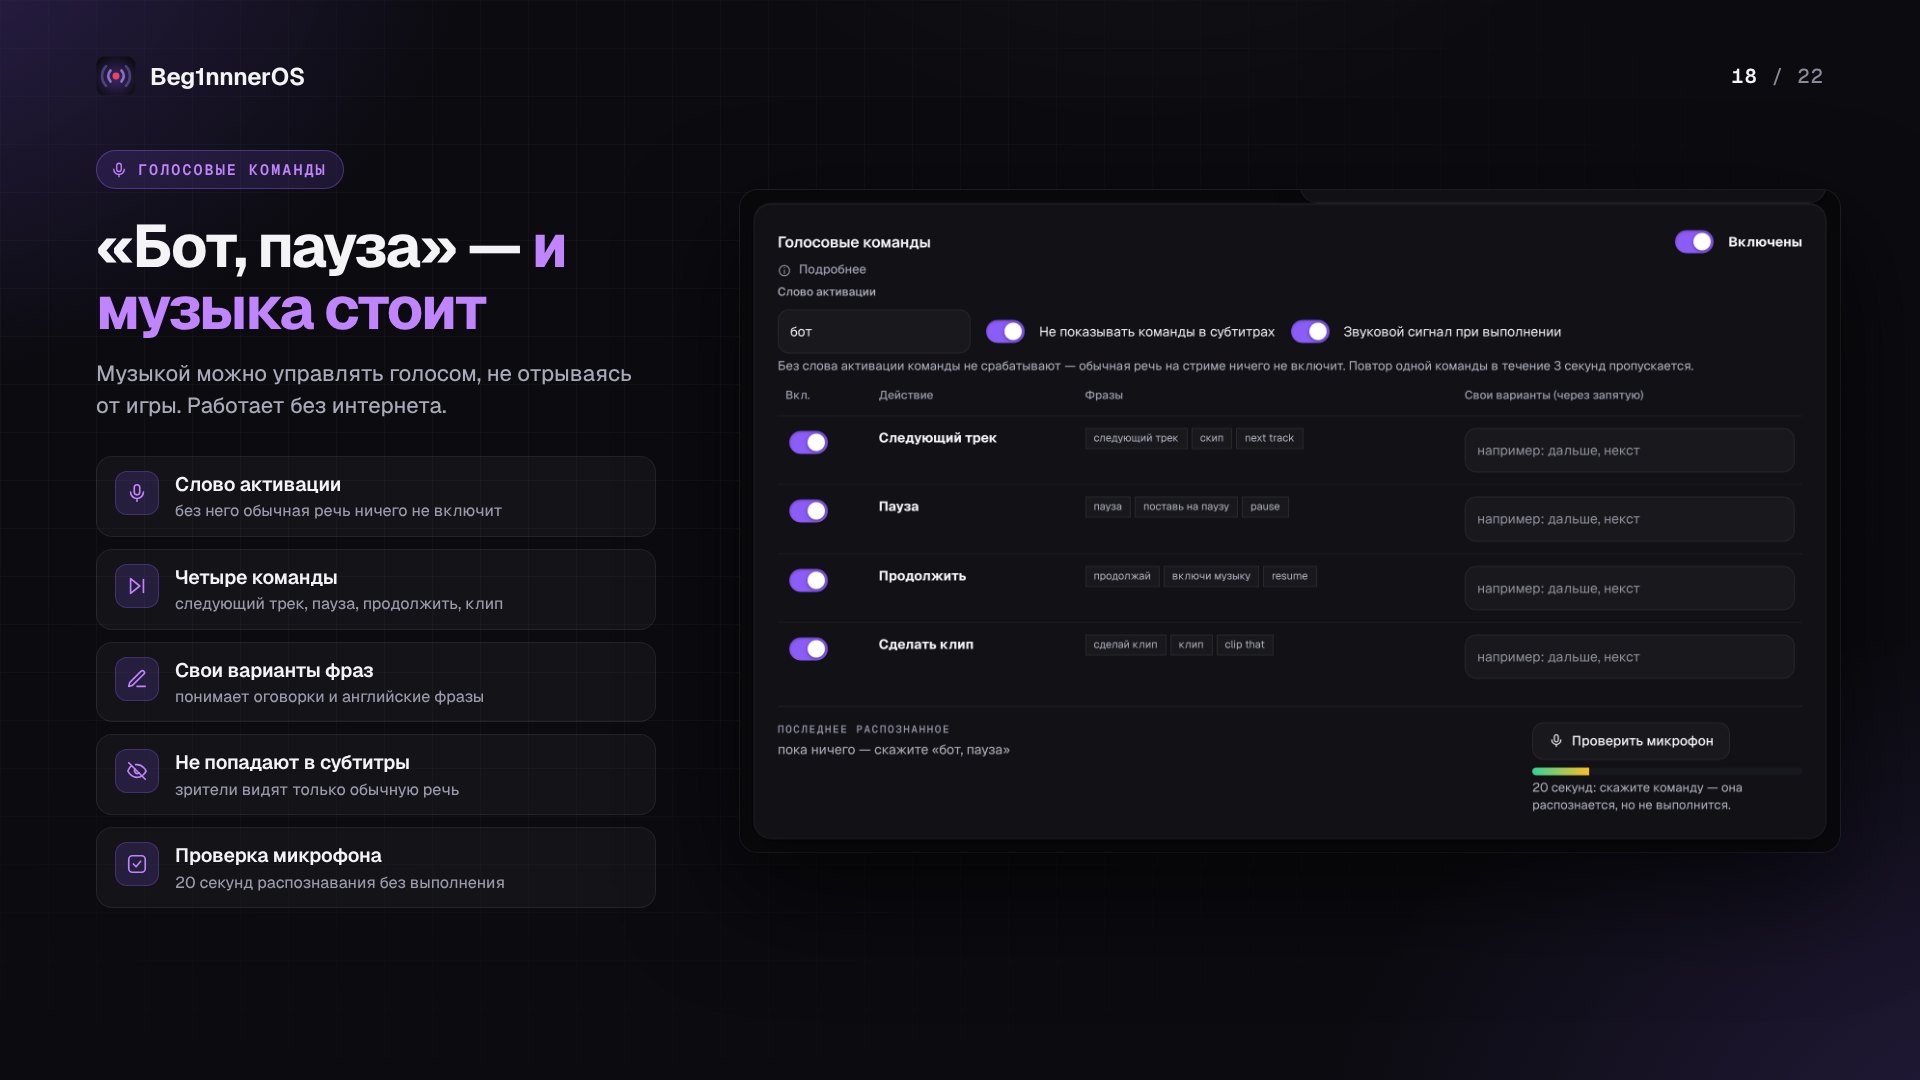 Beg1nnnerOS
18 / 22
ГОЛОСОВЫЕ КОМАНДЫ
«Бот, пауза» — и
музыка стоит
Музыкой можно управлять голосом, не отрываясь
от игры. Работает без интернета.
Слово активации
без него обычная речь ничего не включит
Четыре команды
следующий трек, пауза, продолжить, клип
Свои варианты фраз
понимает оговорки и английские фразы
Не попадают в субтитры
зрители видят только обычную речь
Проверка микрофона
20 секунд распознавания без выполнения
Голосовые команды
Включены
Подробнее
Слово активации
бот
Не показывать команды в субтитрах
Звуковой сигнал при выполнении
Без слова активации команды не срабатывают — обычная речь на стриме ничего не включит. Повтор одной команды в течение 3 секунд пропускается.
Вкл. Действие Фразы Свои варианты (через запятую)
Следующий трек следующий трек скип next track например: дальше, некст
Пауза пауза поставь на паузу pause например: дальше, некст
Продолжить продолжай включи музыку resume например: дальше, некст
Сделать клип сделай клип клип clip that например: дальше, некст
ПОСЛЕДНЕЕ РАСПОЗНАННОЕ
пока ничего — скажите «бот, пауза»
Проверить микрофон
20 секунд: скажите команду — она
распознается, но не выполнится.